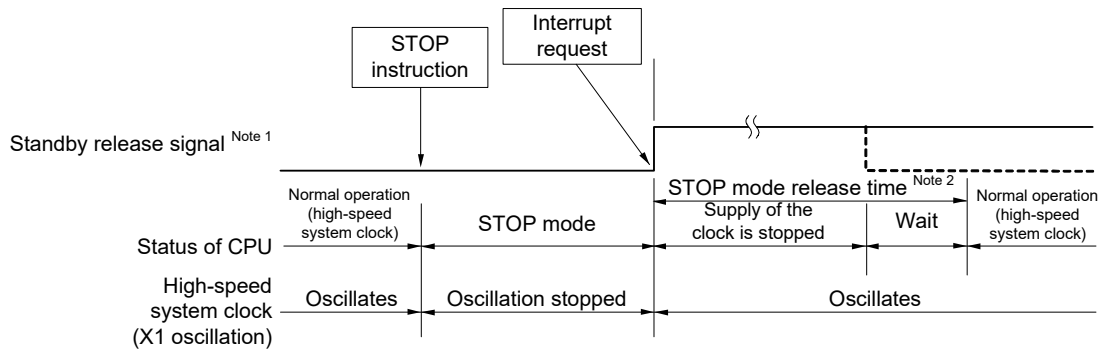 STOP
instruction
Interrupt
request
Standby release signal Note 1
STOP mode release time Note 2
Normal operation
(high-speed
system clock)
STOP mode
Supply of the
clock is stopped
Wait
Normal operation
(high-speed
system clock)
Status of CPU
High-speed
system clock
(X1 oscillation)
Oscillates
Oscillation stopped
Oscillates